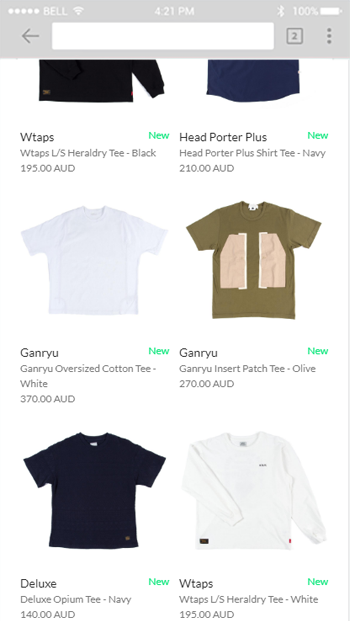 BELL 4:21 PM 100%
2
Wtaps New
Wtaps L/S Heraldry Tee - Black
195.00 AUD
Head Porter Plus New
Head Porter Plus Shirt Tee - Navy
210.00 AUD
Ganryu New
Ganryu Oversized Cotton Tee -
White
370.00 AUD
Ganryu New
Ganryu Insert Patch Tee - Olive
270.00 AUD
Deluxe New
Deluxe Opium Tee - Navy
140.00 AUD
Wtaps New
Wtaps L/S Heraldry Tee - White
195.00 AUD